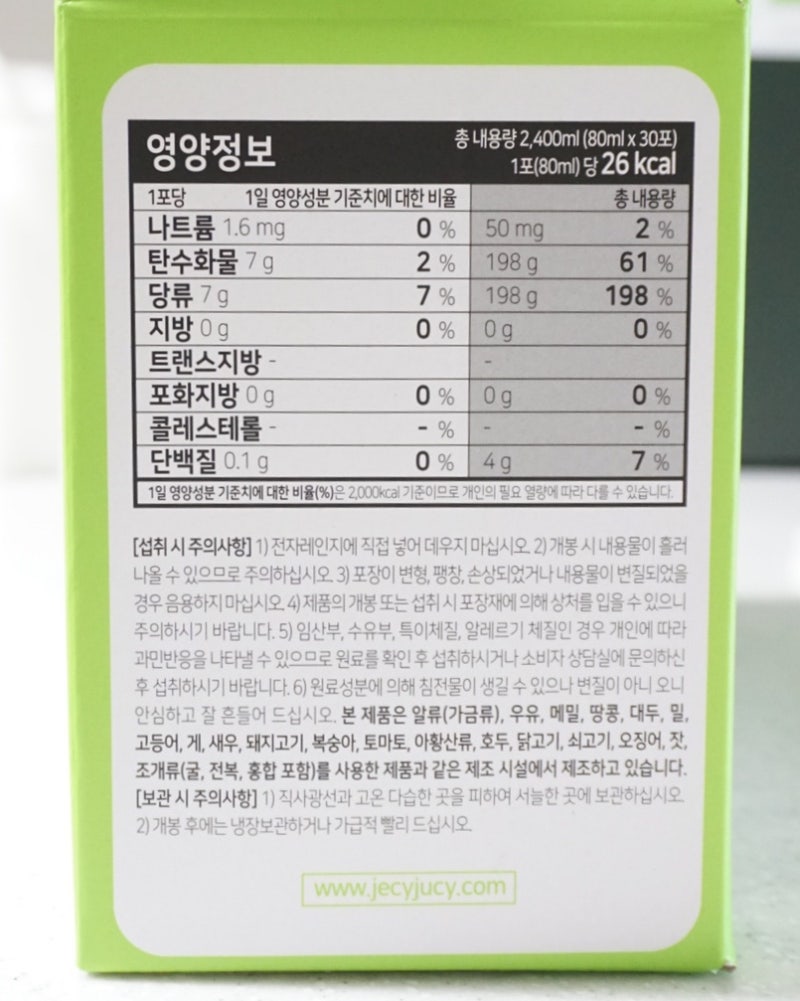 영양정보
총 내용량 2,400ml (80ml x 30포)
1포(80ml) 당 26 kcal
1포당 1일 영양성분 기준치에 대한 비율 총 내용량
나트륨 1.6 mg 0 % 50 mg 2 %
탄수화물 7 g 2 % 198 g 61 %
당류 7 g 7 % 198 g 198 %
지방 0 g 0 % 0 g 0 %
트랜스지방 - -
포화지방 0 g 0 % 0 g 0 %
콜레스테롤 - - % - - %
단백질 0.1 g 0 % 4 g 7 %
1일 영양성분 기준치에 대한 비율(%)은 2,000kcal 기준이므로 개인의 필요 열량에 따라 다를 수 있습니다.
[섭취 시 주의사항] 1) 전자레인지에 직접 넣어 데우지 마십시오. 2) 개봉 시 내용물이 흘러
나올 수 있으므로 주의하십시오. 3) 포장이 변형, 팽창, 손상되었거나 내용물이 변질되었을
경우 음용하지 마십시오. 4) 제품의 개봉 또는 섭취 시 포장재에 의해 상처를 입을 수 있으니
주의하시기 바랍니다. 5) 임산부, 수유부, 특이체질, 알레르기 체질인 경우 개인에 따라
과민반응을 나타낼 수 있으므로 원료를 확인 후 섭취하시거나 소비자 상담실에 문의하신
후 섭취하시기 바랍니다. 6) 원료성분에 의해 침전물이 생길 수 있으나 변질이 아니 오니
안심하고 잘 흔들어 드십시오. 본 제품은 알류(가금류), 우유, 메밀, 땅콩, 대두, 밀,
고등어, 게, 새우, 돼지고기, 복숭아, 토마토, 아황산류, 호두, 닭고기, 쇠고기, 오징어, 잣,
조개류(굴, 전복, 홍합 포함)를 사용한 제품과 같은 제조 시설에서 제조하고 있습니다.
[보관 시 주의사항] 1) 직사광선과 고온 다습한 곳을 피하여 서늘한 곳에 보관하십시오.
2) 개봉 후에는 냉장보관하거나 가급적 빨리 드십시오.
www.jecyjucy.com